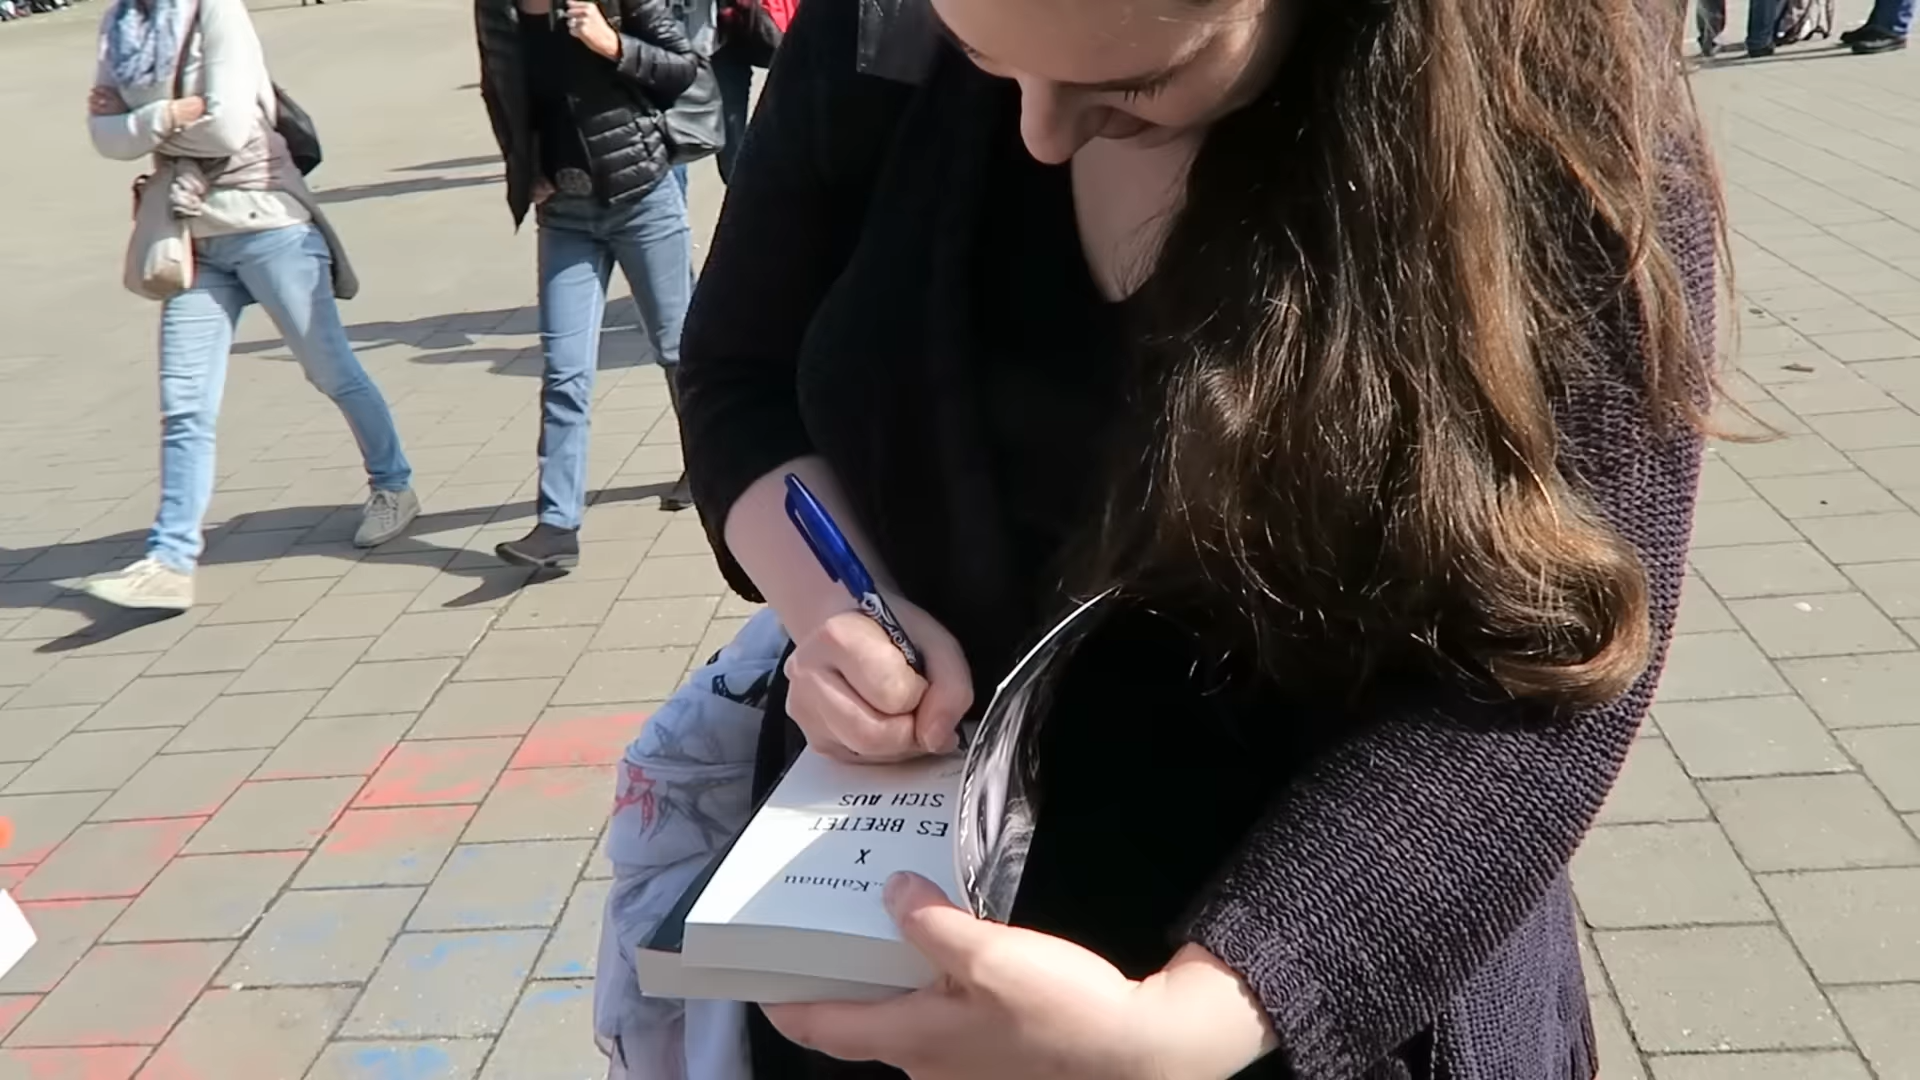 ..Kahnau
X
ES BREITET
SICH AUS